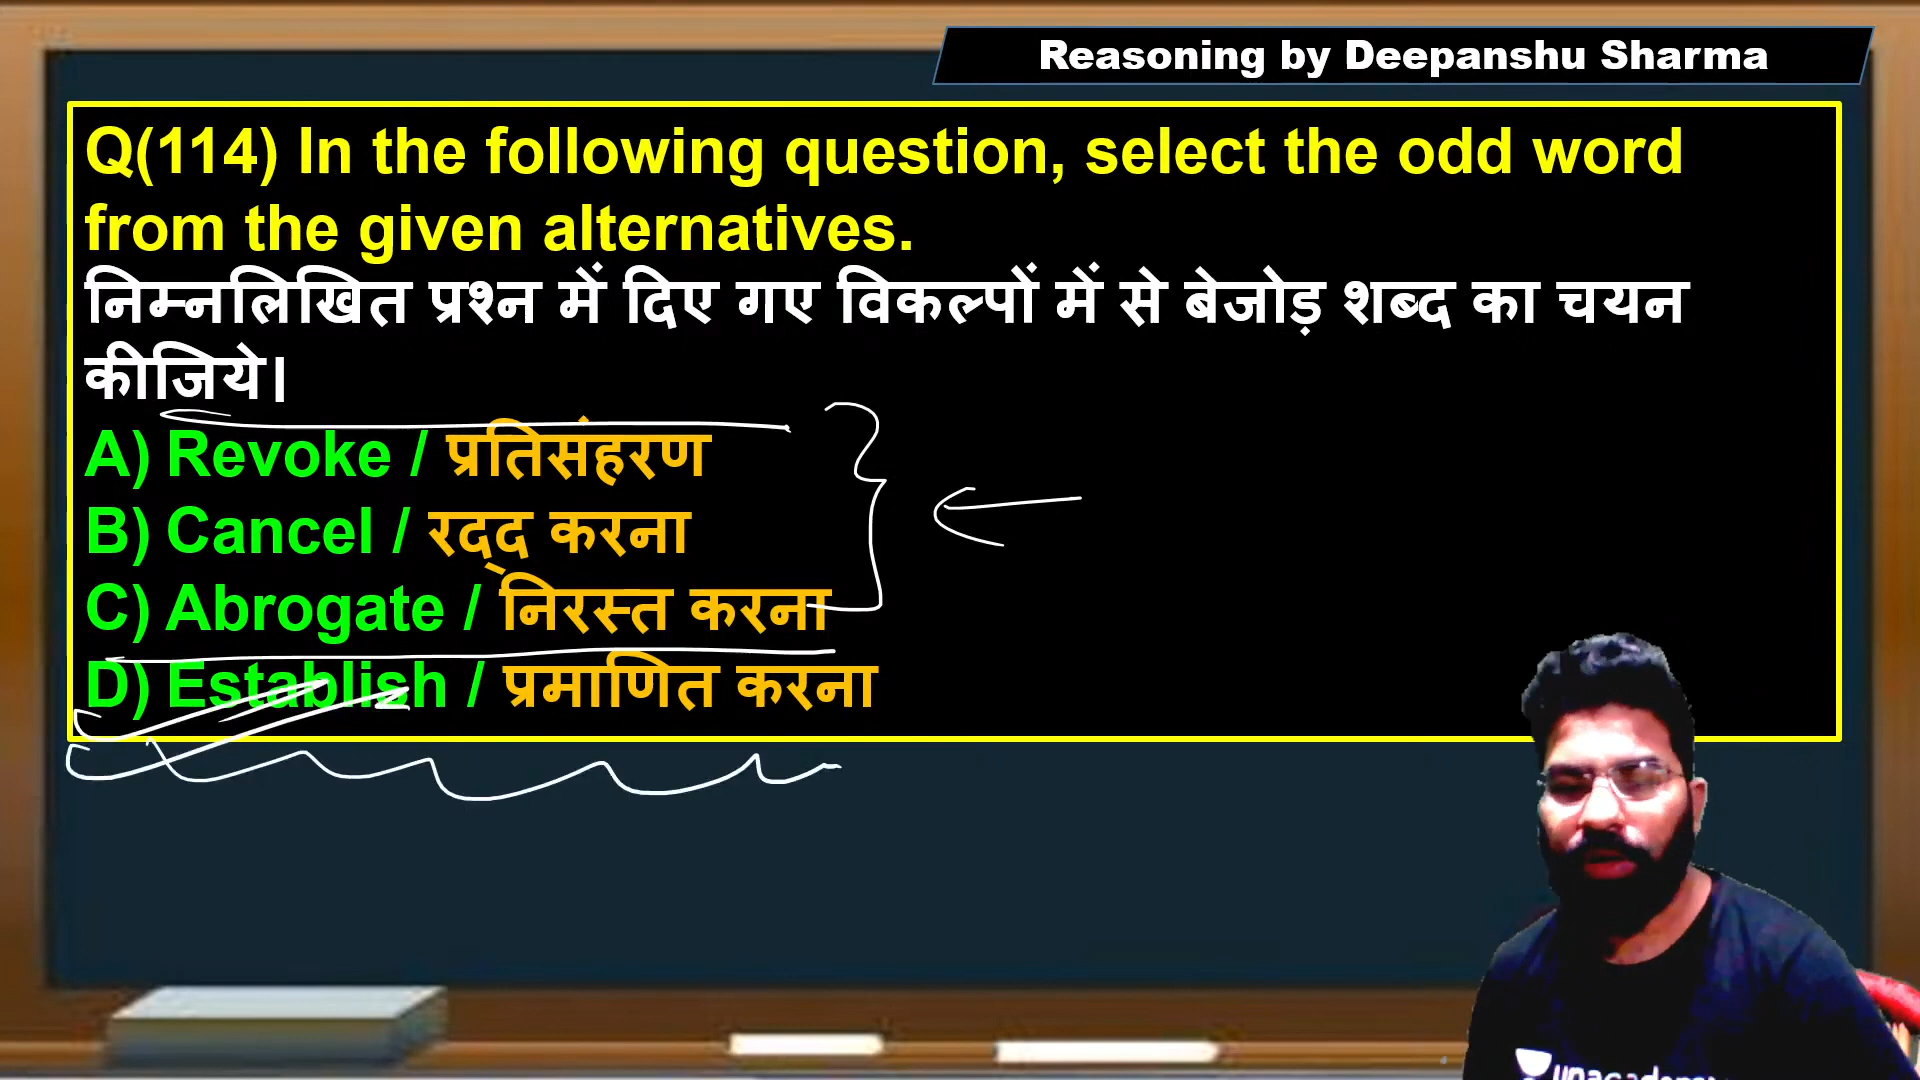 Reasoning by Deepanshu Sharma
Q(114) In the following question, select the odd word
from the given alternatives.
निम्नलिखित प्रश्न में दिए गए विकल्पों में से बेजोड़ शब्द का चयन
कीजिये।
A) Revoke / प्रतिसंहरण
B) Cancel / रद्द करना
C) Abrogate / निरस्त करना
D) Establish / प्रमाणित करना
unacademy